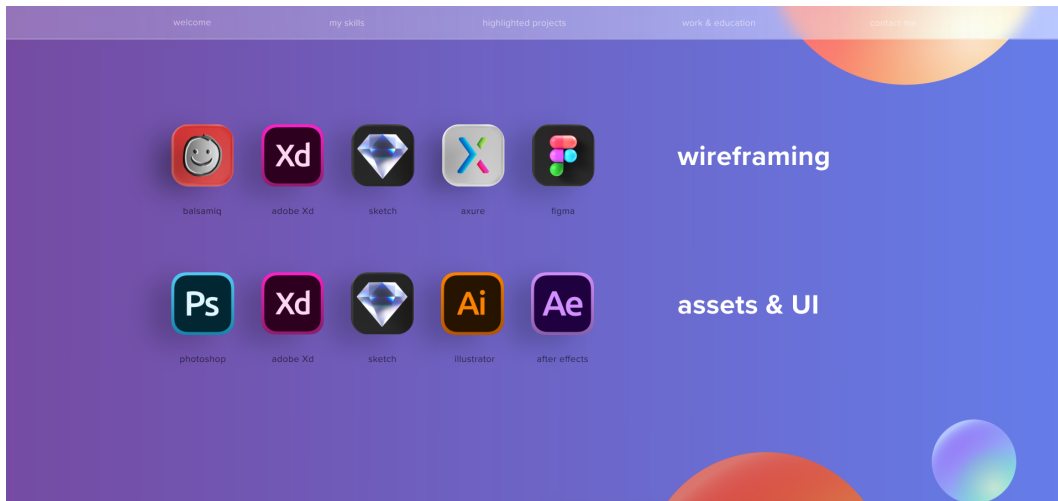 welcome my skills highlighted projects work & education contact me
Xd
wireframing
balsamiq adobe Xd sketch axure figma
Ps Xd Ai Ae
assets & UI
photoshop adobe Xd sketch illustrator after effects